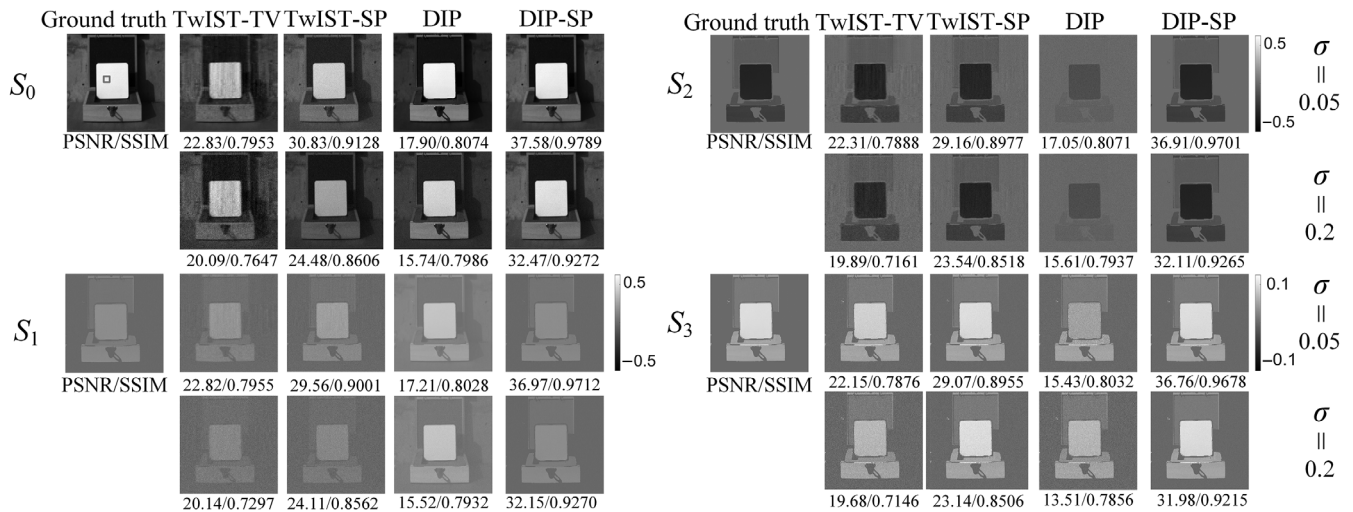 Ground truth TwIST-TV TwIST-SP DIP DIP-SP
S0
PSNR/SSIM 22.83/0.7953 30.83/0.9128 17.90/0.8074 37.58/0.9789
20.09/0.7647 24.48/0.8606 15.74/0.7986 32.47/0.9272
S1
0.5
−0.5
PSNR/SSIM 22.82/0.7955 29.56/0.9001 17.21/0.8028 36.97/0.9712
20.14/0.7297 24.11/0.8562 15.52/0.7932 32.15/0.9270
Ground truth TwIST-TV TwIST-SP DIP DIP-SP
S2
0.5
−0.5
σ
=
0.05
PSNR/SSIM 22.31/0.7888 29.16/0.8977 17.05/0.8071 36.91/0.9701
σ
=
0.2
19.89/0.7161 23.54/0.8518 15.61/0.7937 32.11/0.9265
S3
0.1
−0.1
σ
=
0.05
PSNR/SSIM 22.15/0.7876 29.07/0.8955 15.43/0.8032 36.76/0.9678
σ
=
0.2
19.68/0.7146 23.14/0.8506 13.51/0.7856 31.98/0.9215